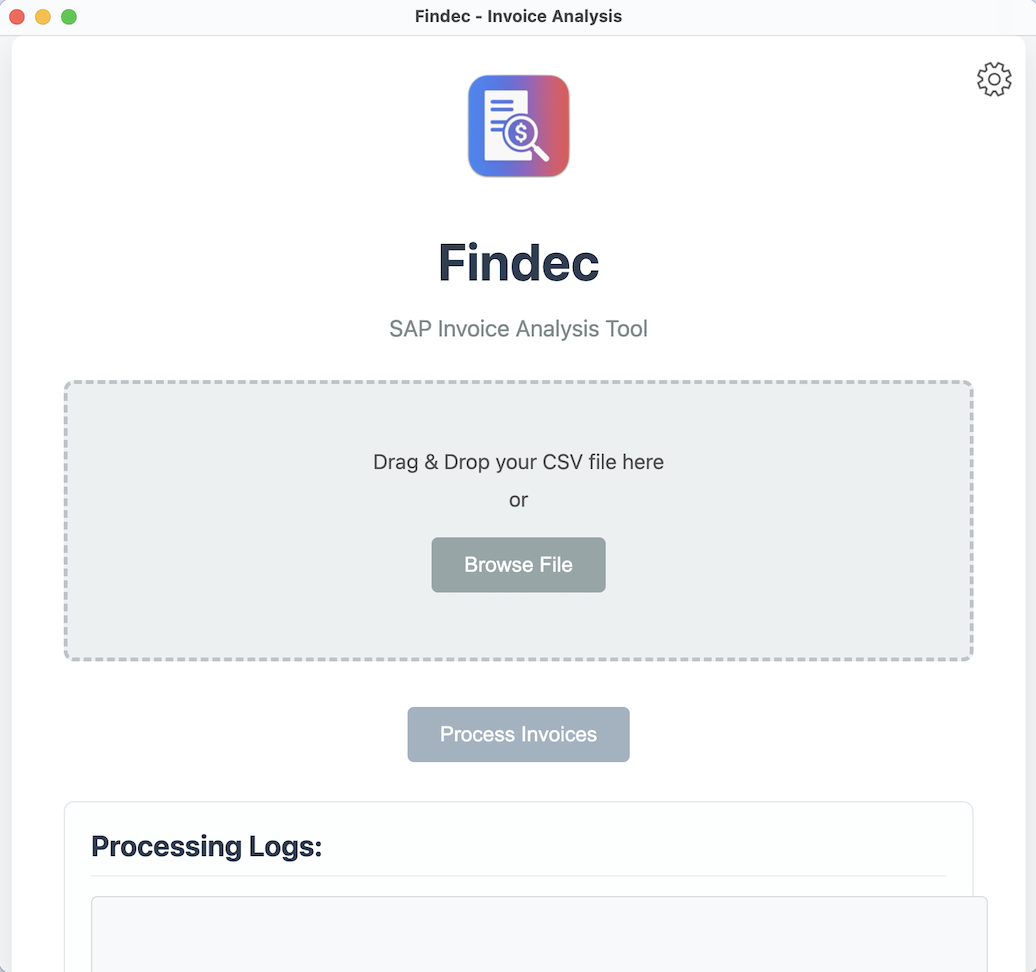 Findec - Invoice Analysis
$
Findec
SAP Invoice Analysis Tool
Drag & Drop your CSV file here
or
Browse File
Process Invoices
Processing Logs: